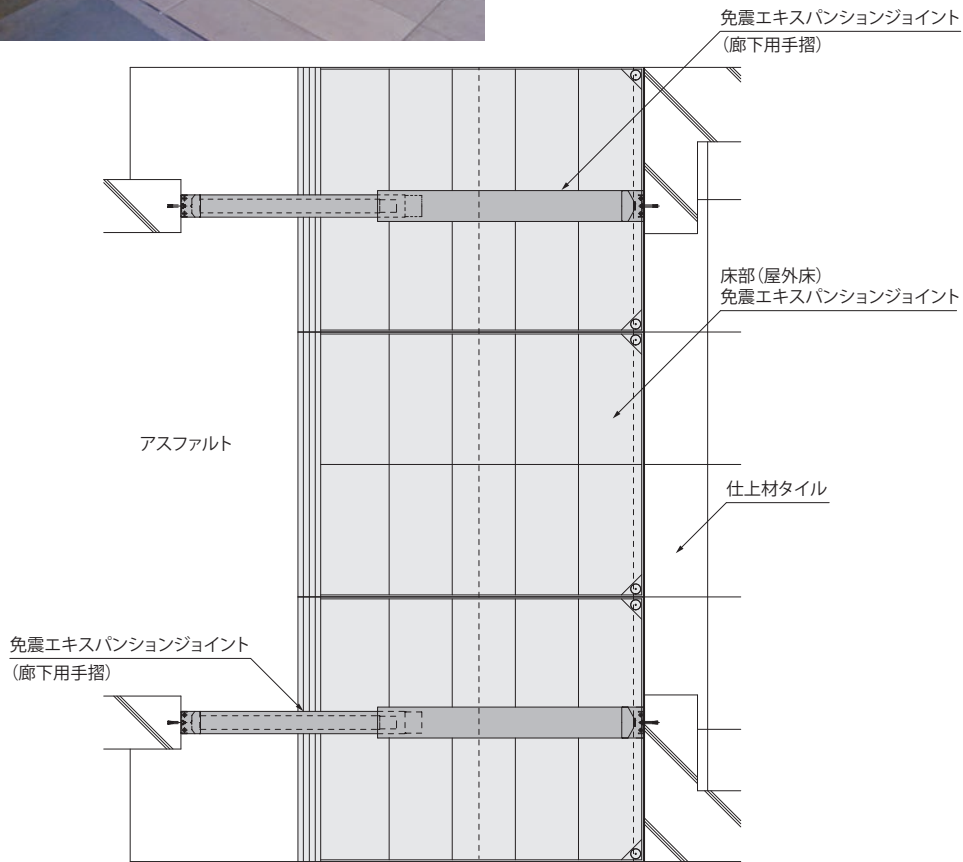 免震エキスパンションジョイント
（廊下用手摺）
床部（屋外床）
免震エキスパンションジョイント
アスファルト
仕上材タイル
免震エキスパンションジョイント
（廊下用手摺）